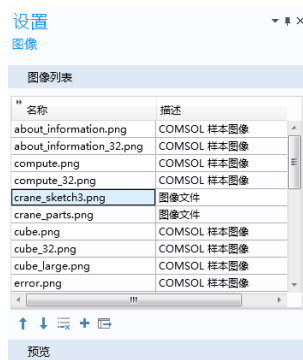 设置
图像
图像列表
名称 描述
about_information.png COMSOL 样本图像
about_information_32.png COMSOL 样本图像
compute.png COMSOL 样本图像
compute_32.png COMSOL 样本图像
crane_sketch3.png 图像文件
crane_parts.png 图像文件
cube.png COMSOL 样本图像
cube_32.png COMSOL 样本图像
cube_large.png COMSOL 样本图像
error.png COMSOL 样本图像
预览